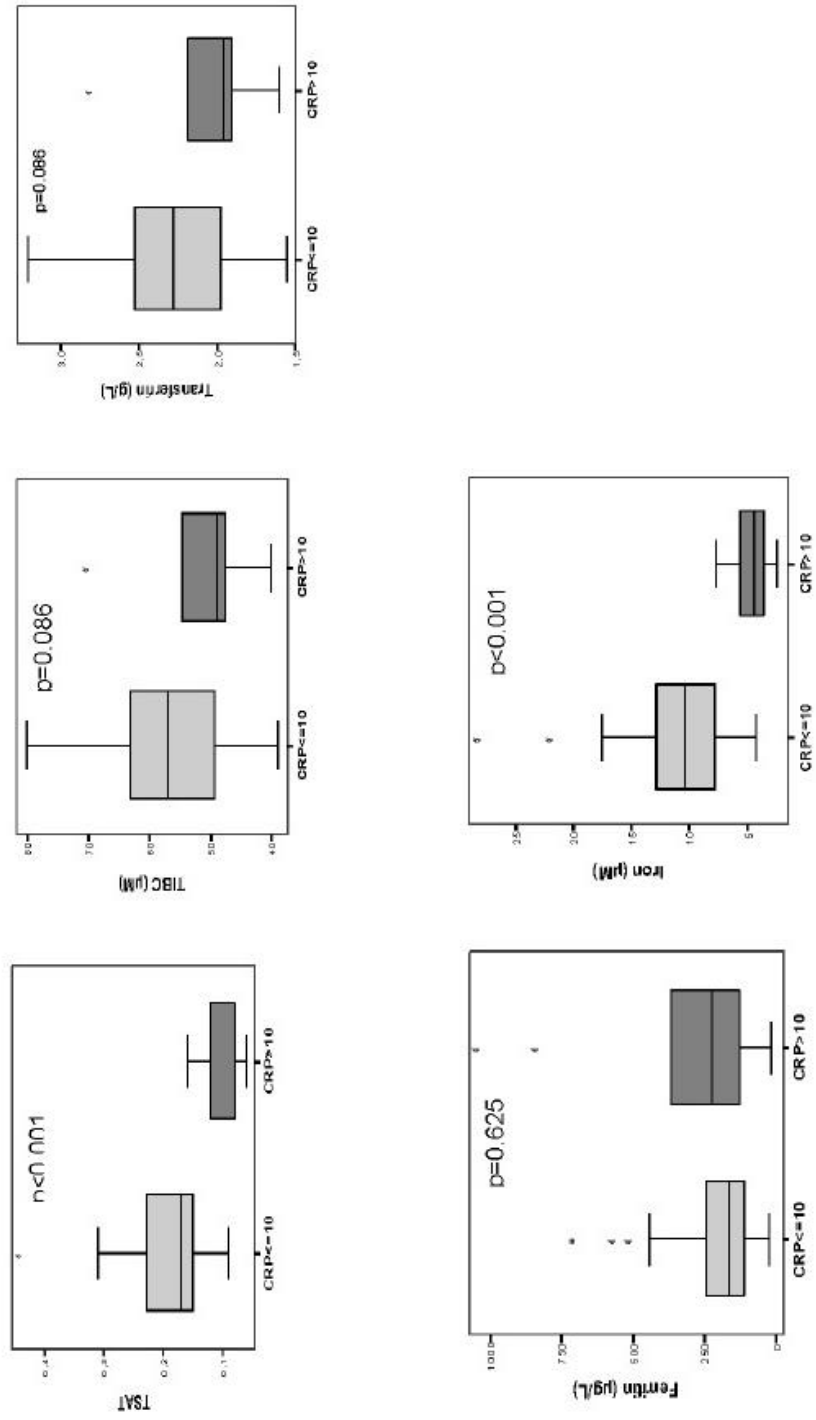 TSAT
0.4
0.3
0.2
0.1
p<0.001
CRP<=10
CRP>10
TIBC (µM)
80
70
60
50
40
p=0.086
CRP<=10
CRP>10
Transferrin (g/L)
3.0
2.5
2.0
1.5
p=0.086
CRP<=10
CRP>10
Ferritin (µg/L)
1000
750
500
250
0
p=0.625
CRP<=10
CRP>10
Iron (µM)
25
20
15
10
5
p<0.001
CRP<=10
CRP>10